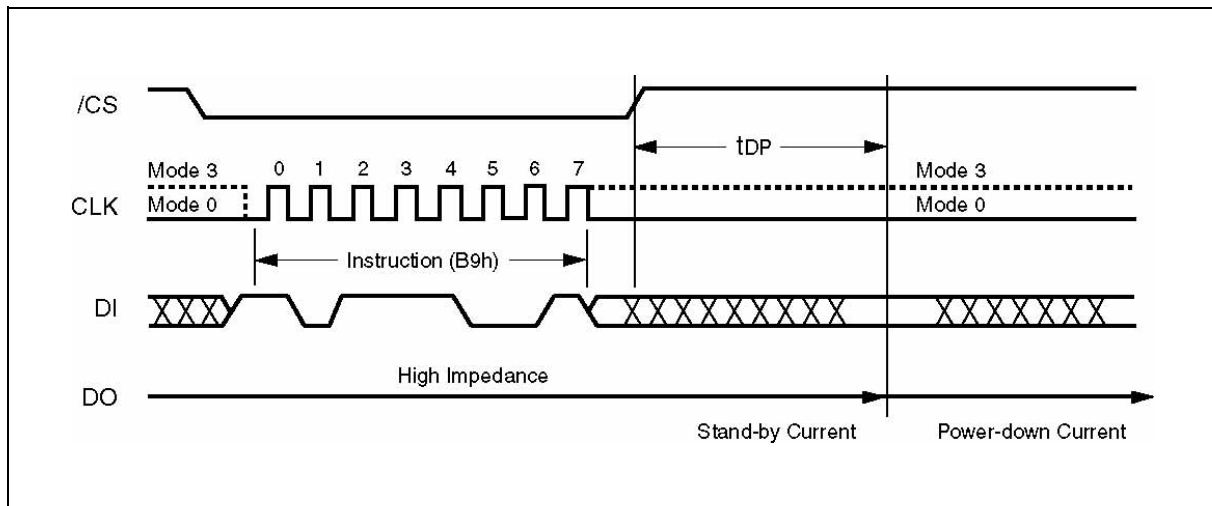 /CS
tDP
0 1 2 3 4 5 6 7
Mode 3
Mode 3
CLK
Mode 0
Mode 0
Instruction (B9h)
DI
High Impedance
DO
Stand-by Current
Power-down Current